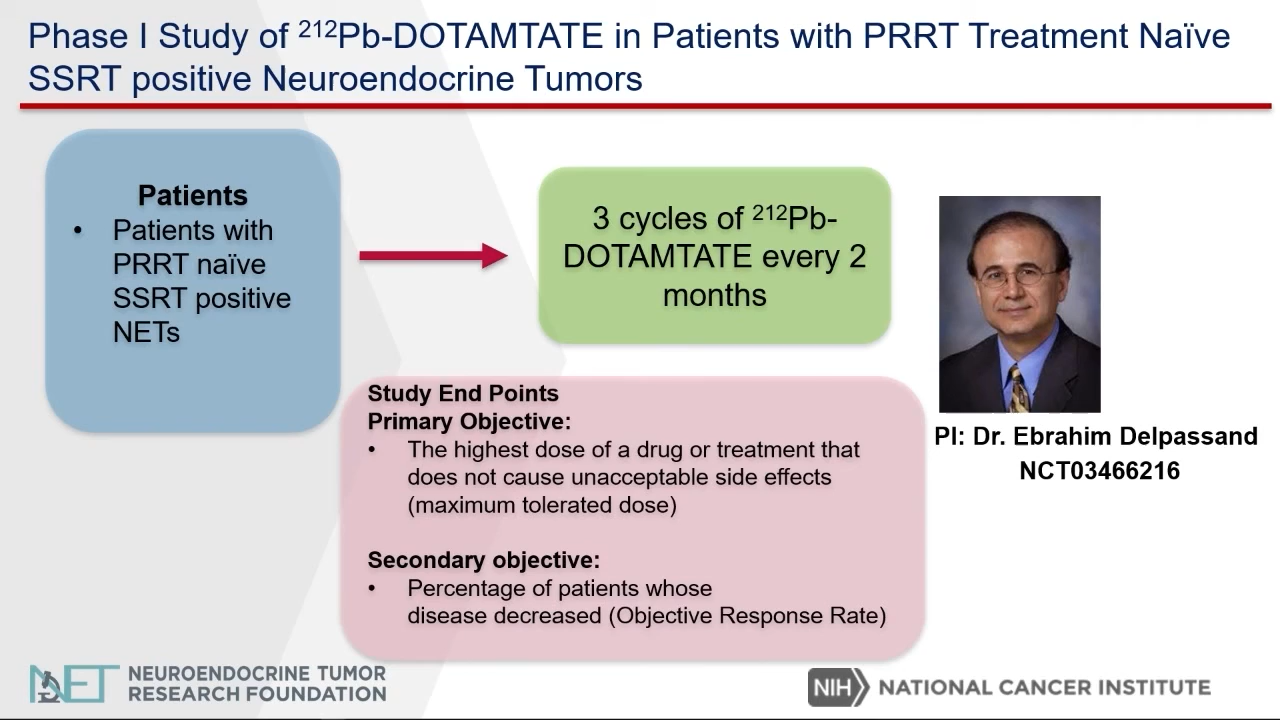 Phase I Study of ²¹²Pb-DOTAMTATE in Patients with PRRT Treatment Naïve
SSRT positive Neuroendocrine Tumors
Patients
• Patients with
PRRT naïve
SSRT positive
NETs
3 cycles of ²¹²Pb-
DOTAMTATE every 2
months
Study End Points
Primary Objective:
• The highest dose of a drug or treatment that
does not cause unacceptable side effects
(maximum tolerated dose)
Secondary objective:
• Percentage of patients whose
disease decreased (Objective Response Rate)
PI: Dr. Ebrahim Delpassand
NCT03466216
NET NEUROENDOCRINE TUMOR
RESEARCH FOUNDATION
NIH NATIONAL CANCER INSTITUTE